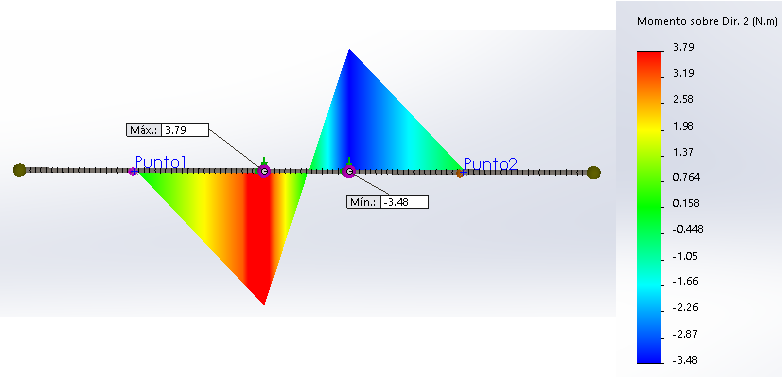 Momento sobre Dir. 2 (N.m)
3.79
3.19
2.58
1.98
1.37
0.764
0.158
-0.448
-1.05
-1.66
-2.26
-2.87
-3.48
Máx.: 3.79
Punto1
Punto2
Mín.: -3.48